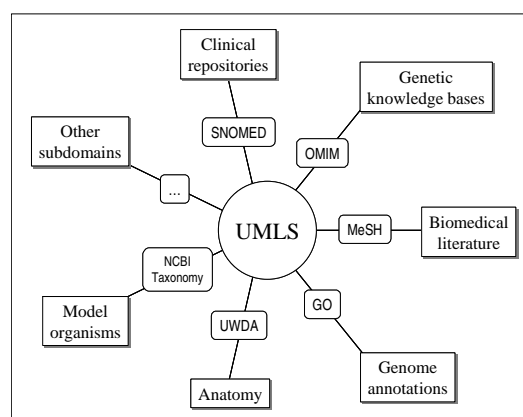 Clinical
repositories
Genetic
knowledge bases
SNOMED
Other
subdomains
OMIM
...
UMLS
MeSH
Biomedical
literature
NCBI
Taxonomy
Model
organisms
UWDA
GO
Anatomy
Genome
annotations